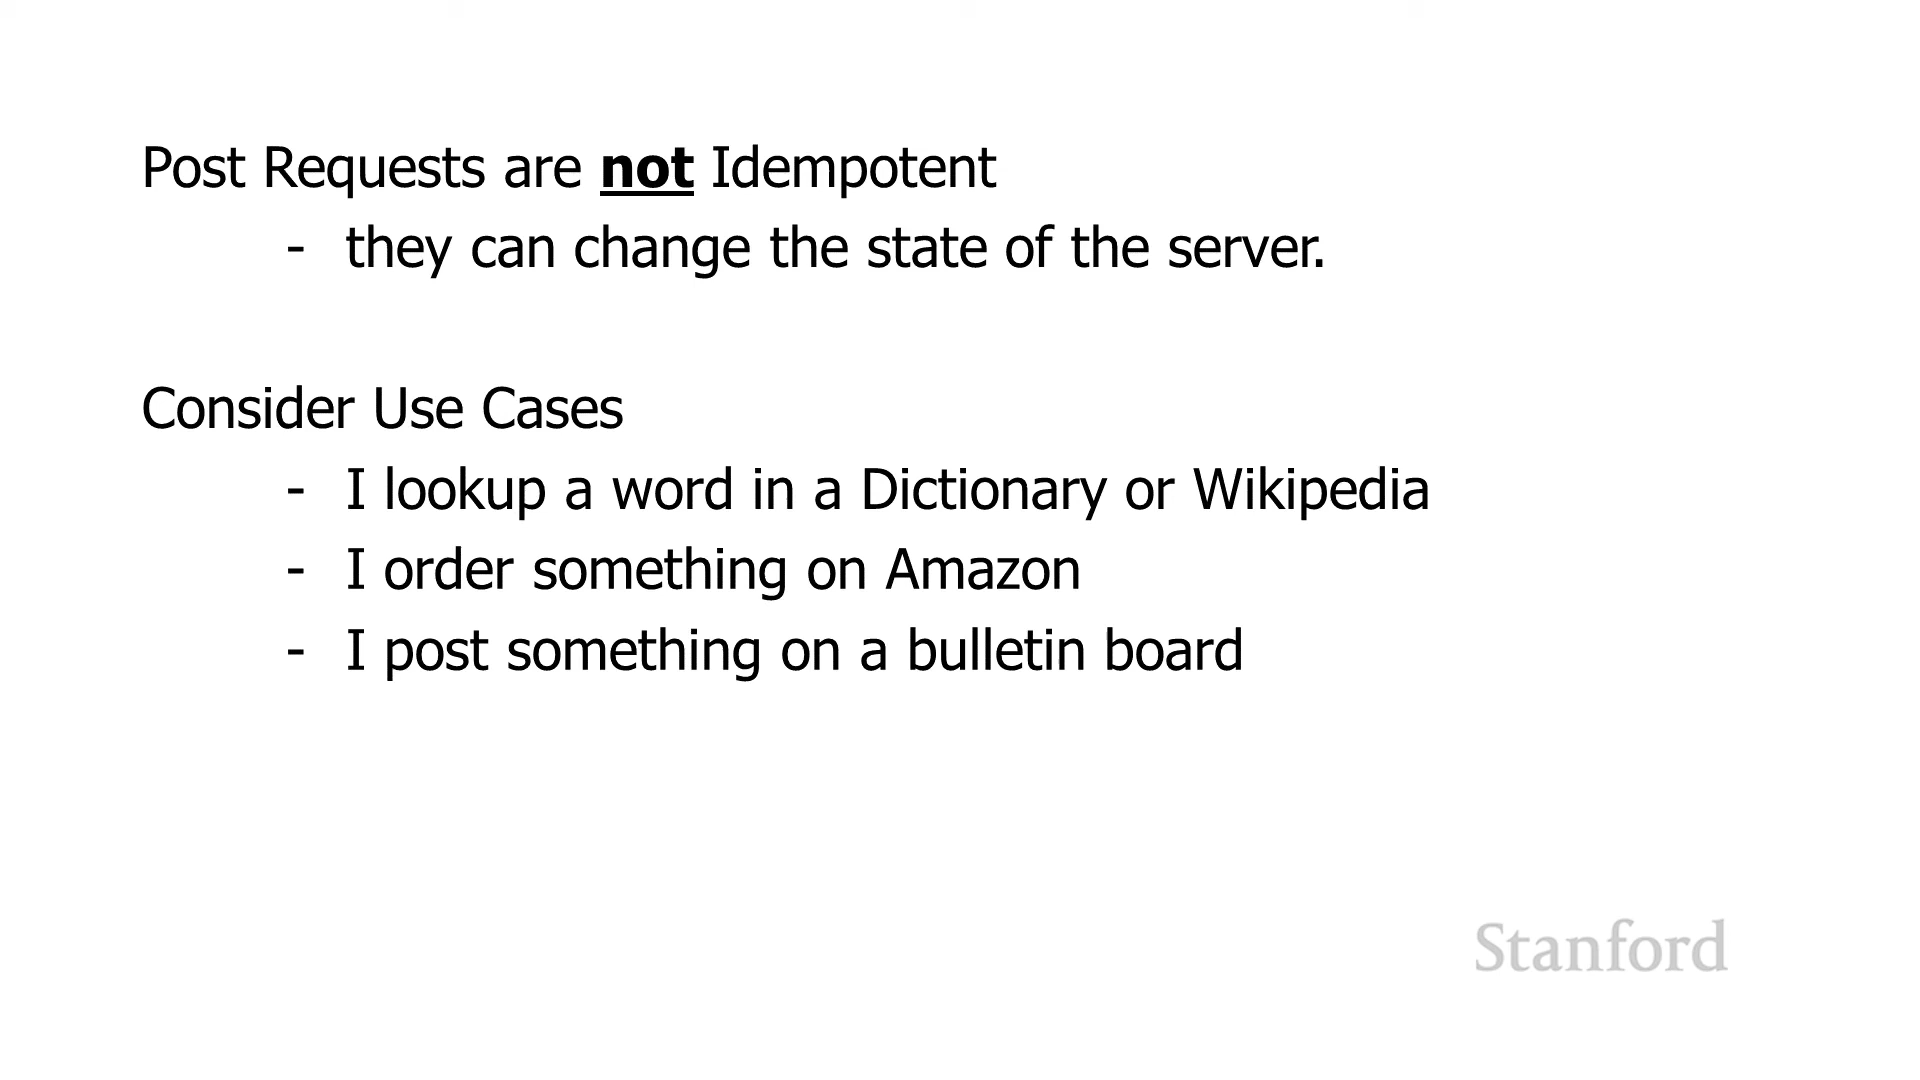 Post Requests are not Idempotent
- they can change the state of the server.
Consider Use Cases
- I lookup a word in a Dictionary or Wikipedia
- I order something on Amazon
- I post something on a bulletin board
Stanford